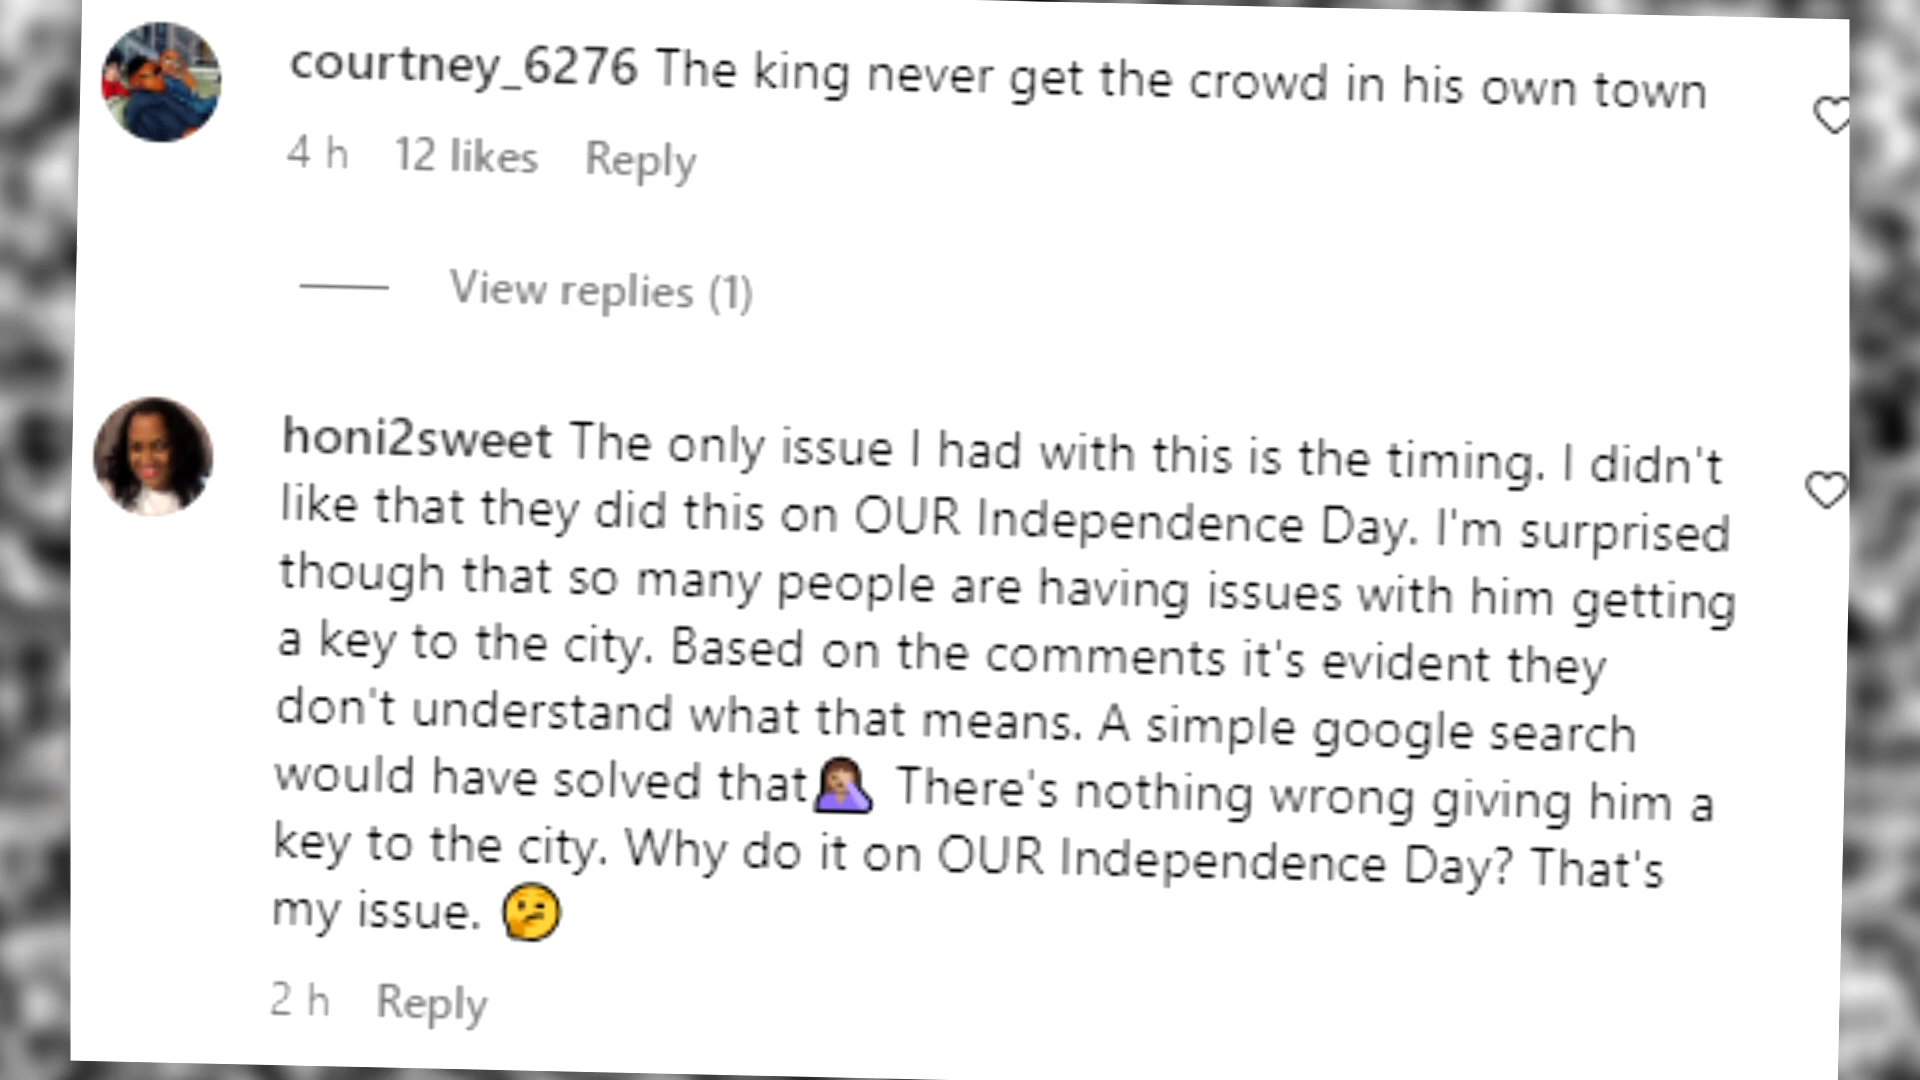 courtney_6276 The king never get the crowd in his own town
4 h 12 likes Reply
View replies (1)
honi2sweet The only issue I had with this is the timing. I didn't
like that they did this on OUR Independence Day. I'm surprised
though that so many people are having issues with him getting
a key to the city. Based on the comments it's evident they
don't understand what that means. A simple google search
would have solved that🤦🏽‍♀️ There's nothing wrong giving him a
key to the city. Why do it on OUR Independence Day? That's
my issue. 🤔
2 h Reply